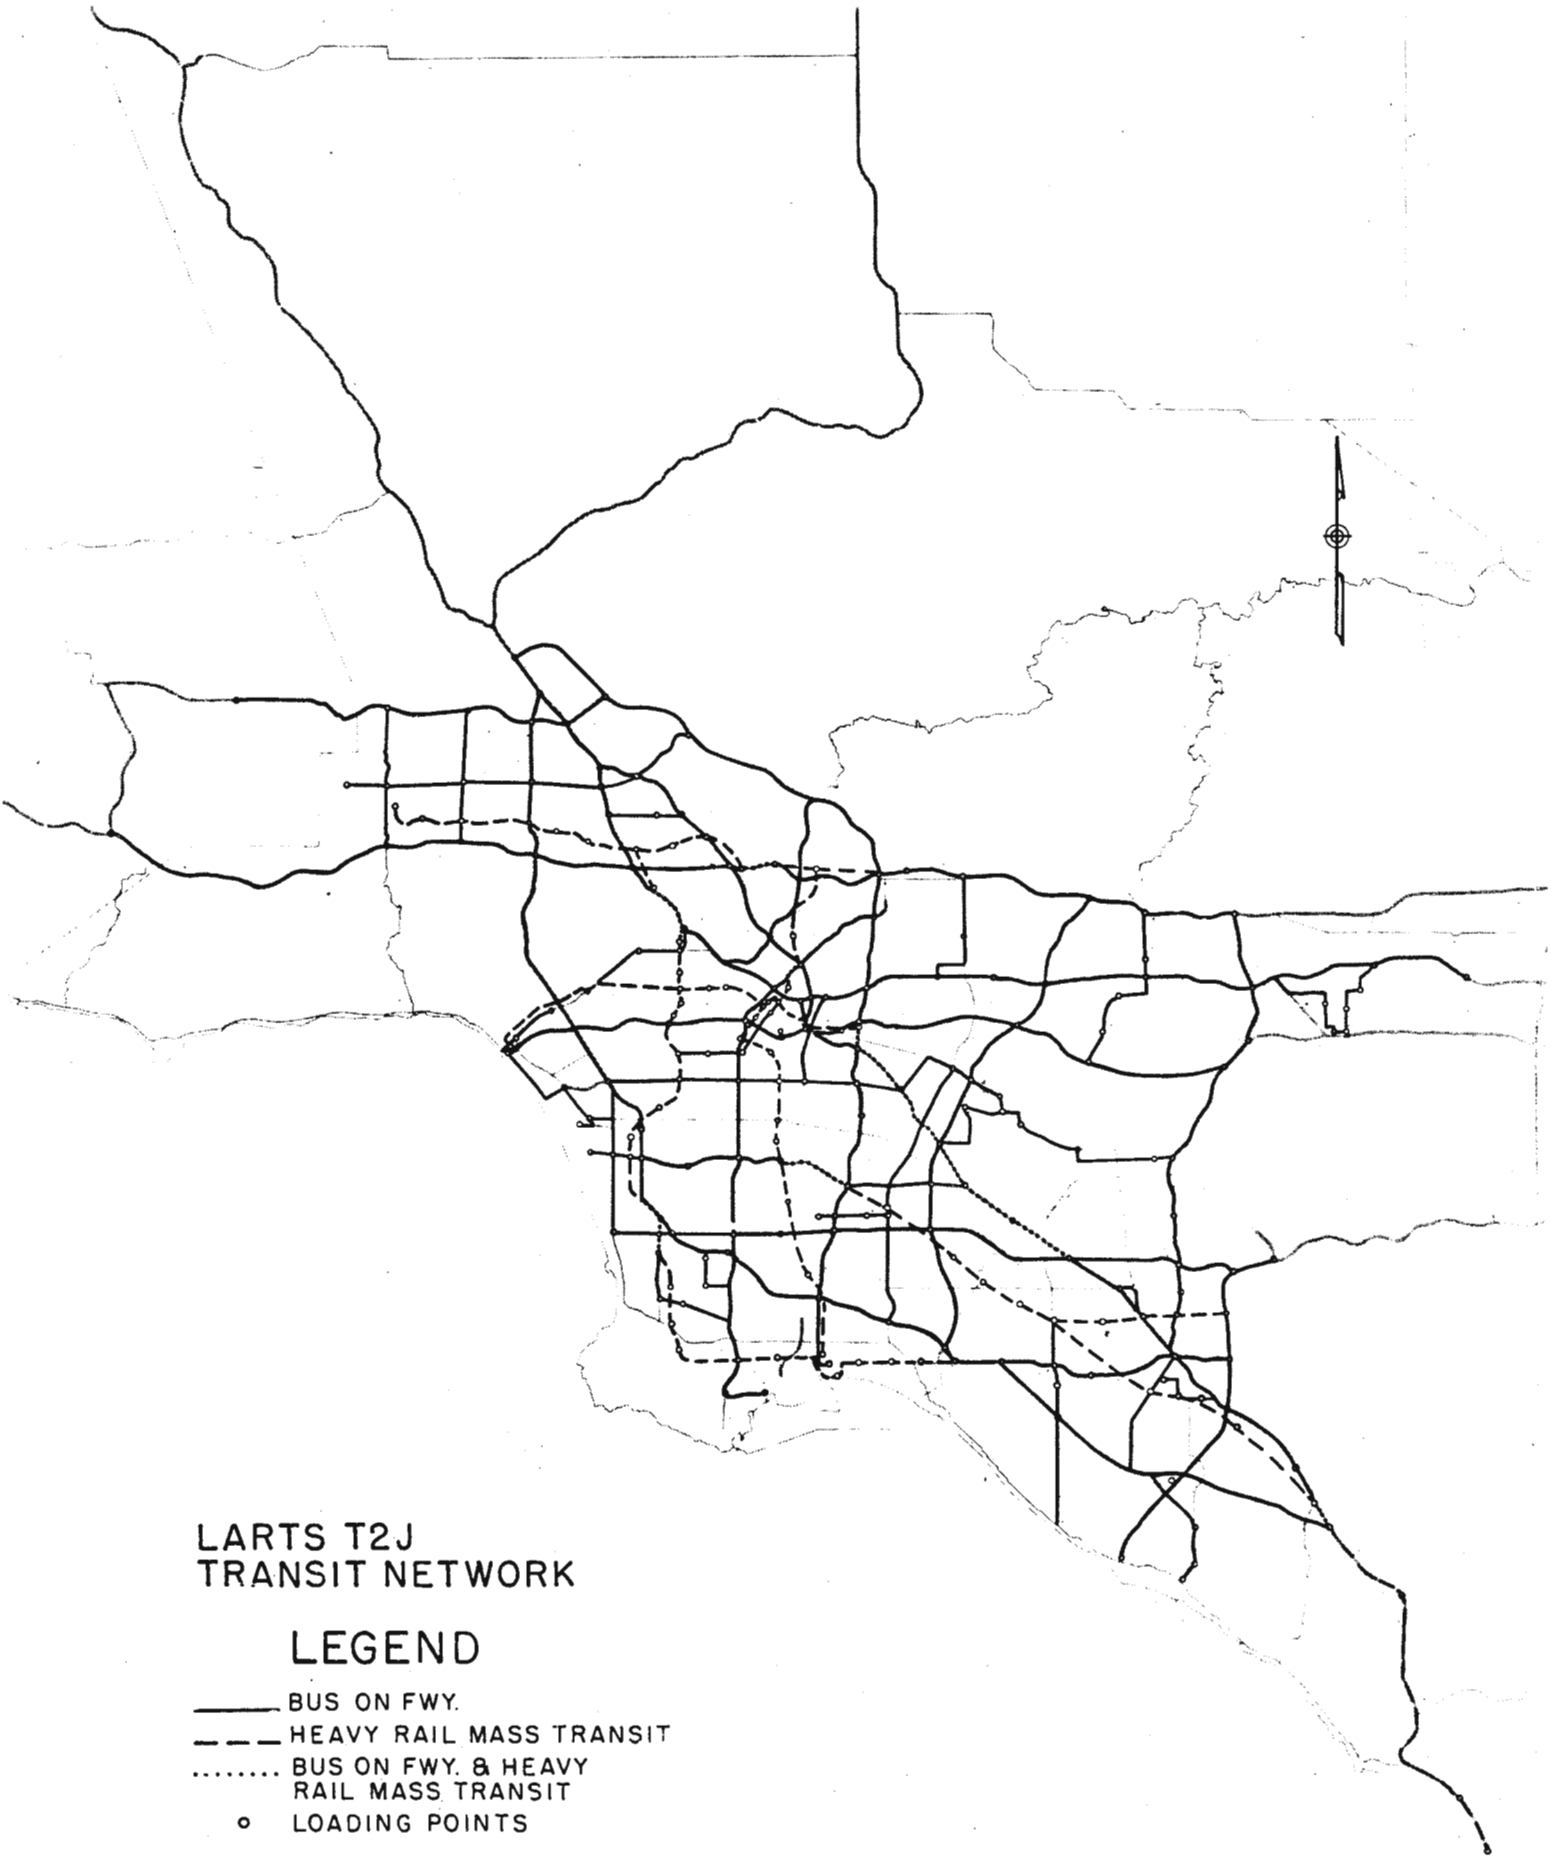 LARTS T2J
TRANSIT NETWORK
LEGEND
BUS ON FWY.
HEAVY RAIL MASS TRANSIT
BUS ON FWY. & HEAVY
RAIL MASS TRANSIT
LOADING POINTS